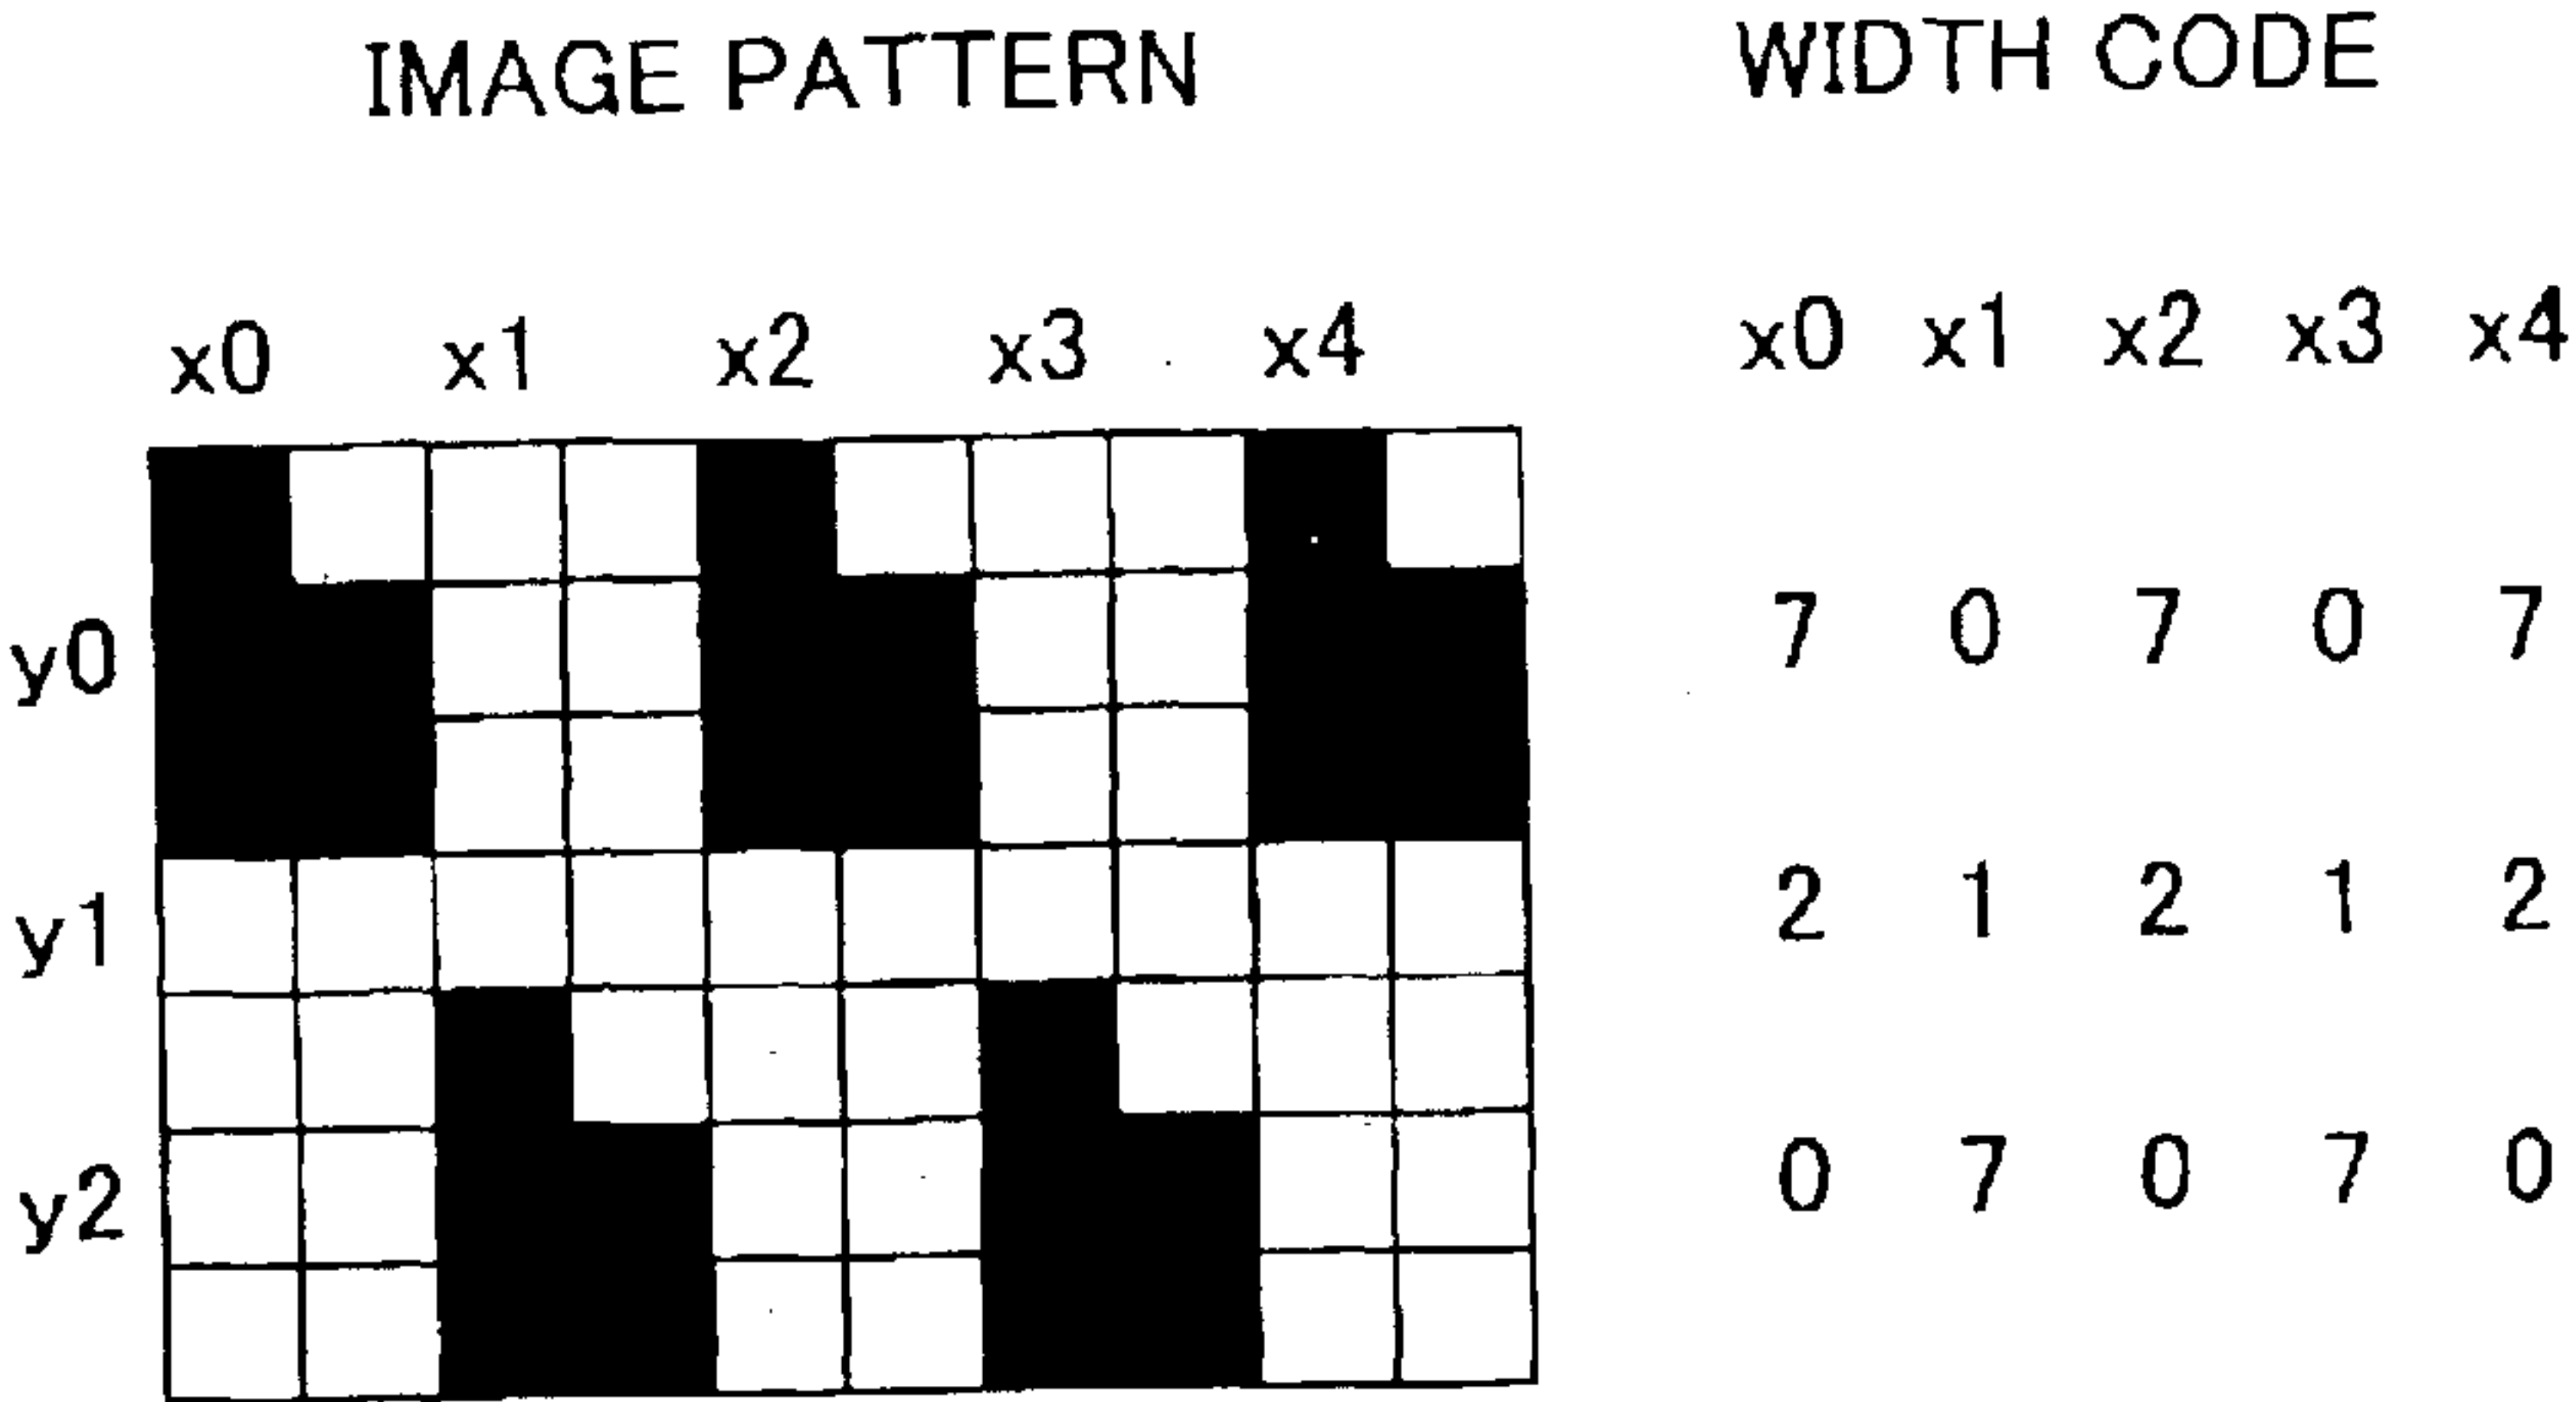 IMAGE PATTERN WIDTH CODE
x0 x1 x2 x3 x4 x0 x1 x2 x3 x4
y0 7 0 7 0 7
y1 2 1 2 1 2
y2 0 7 0 7 0